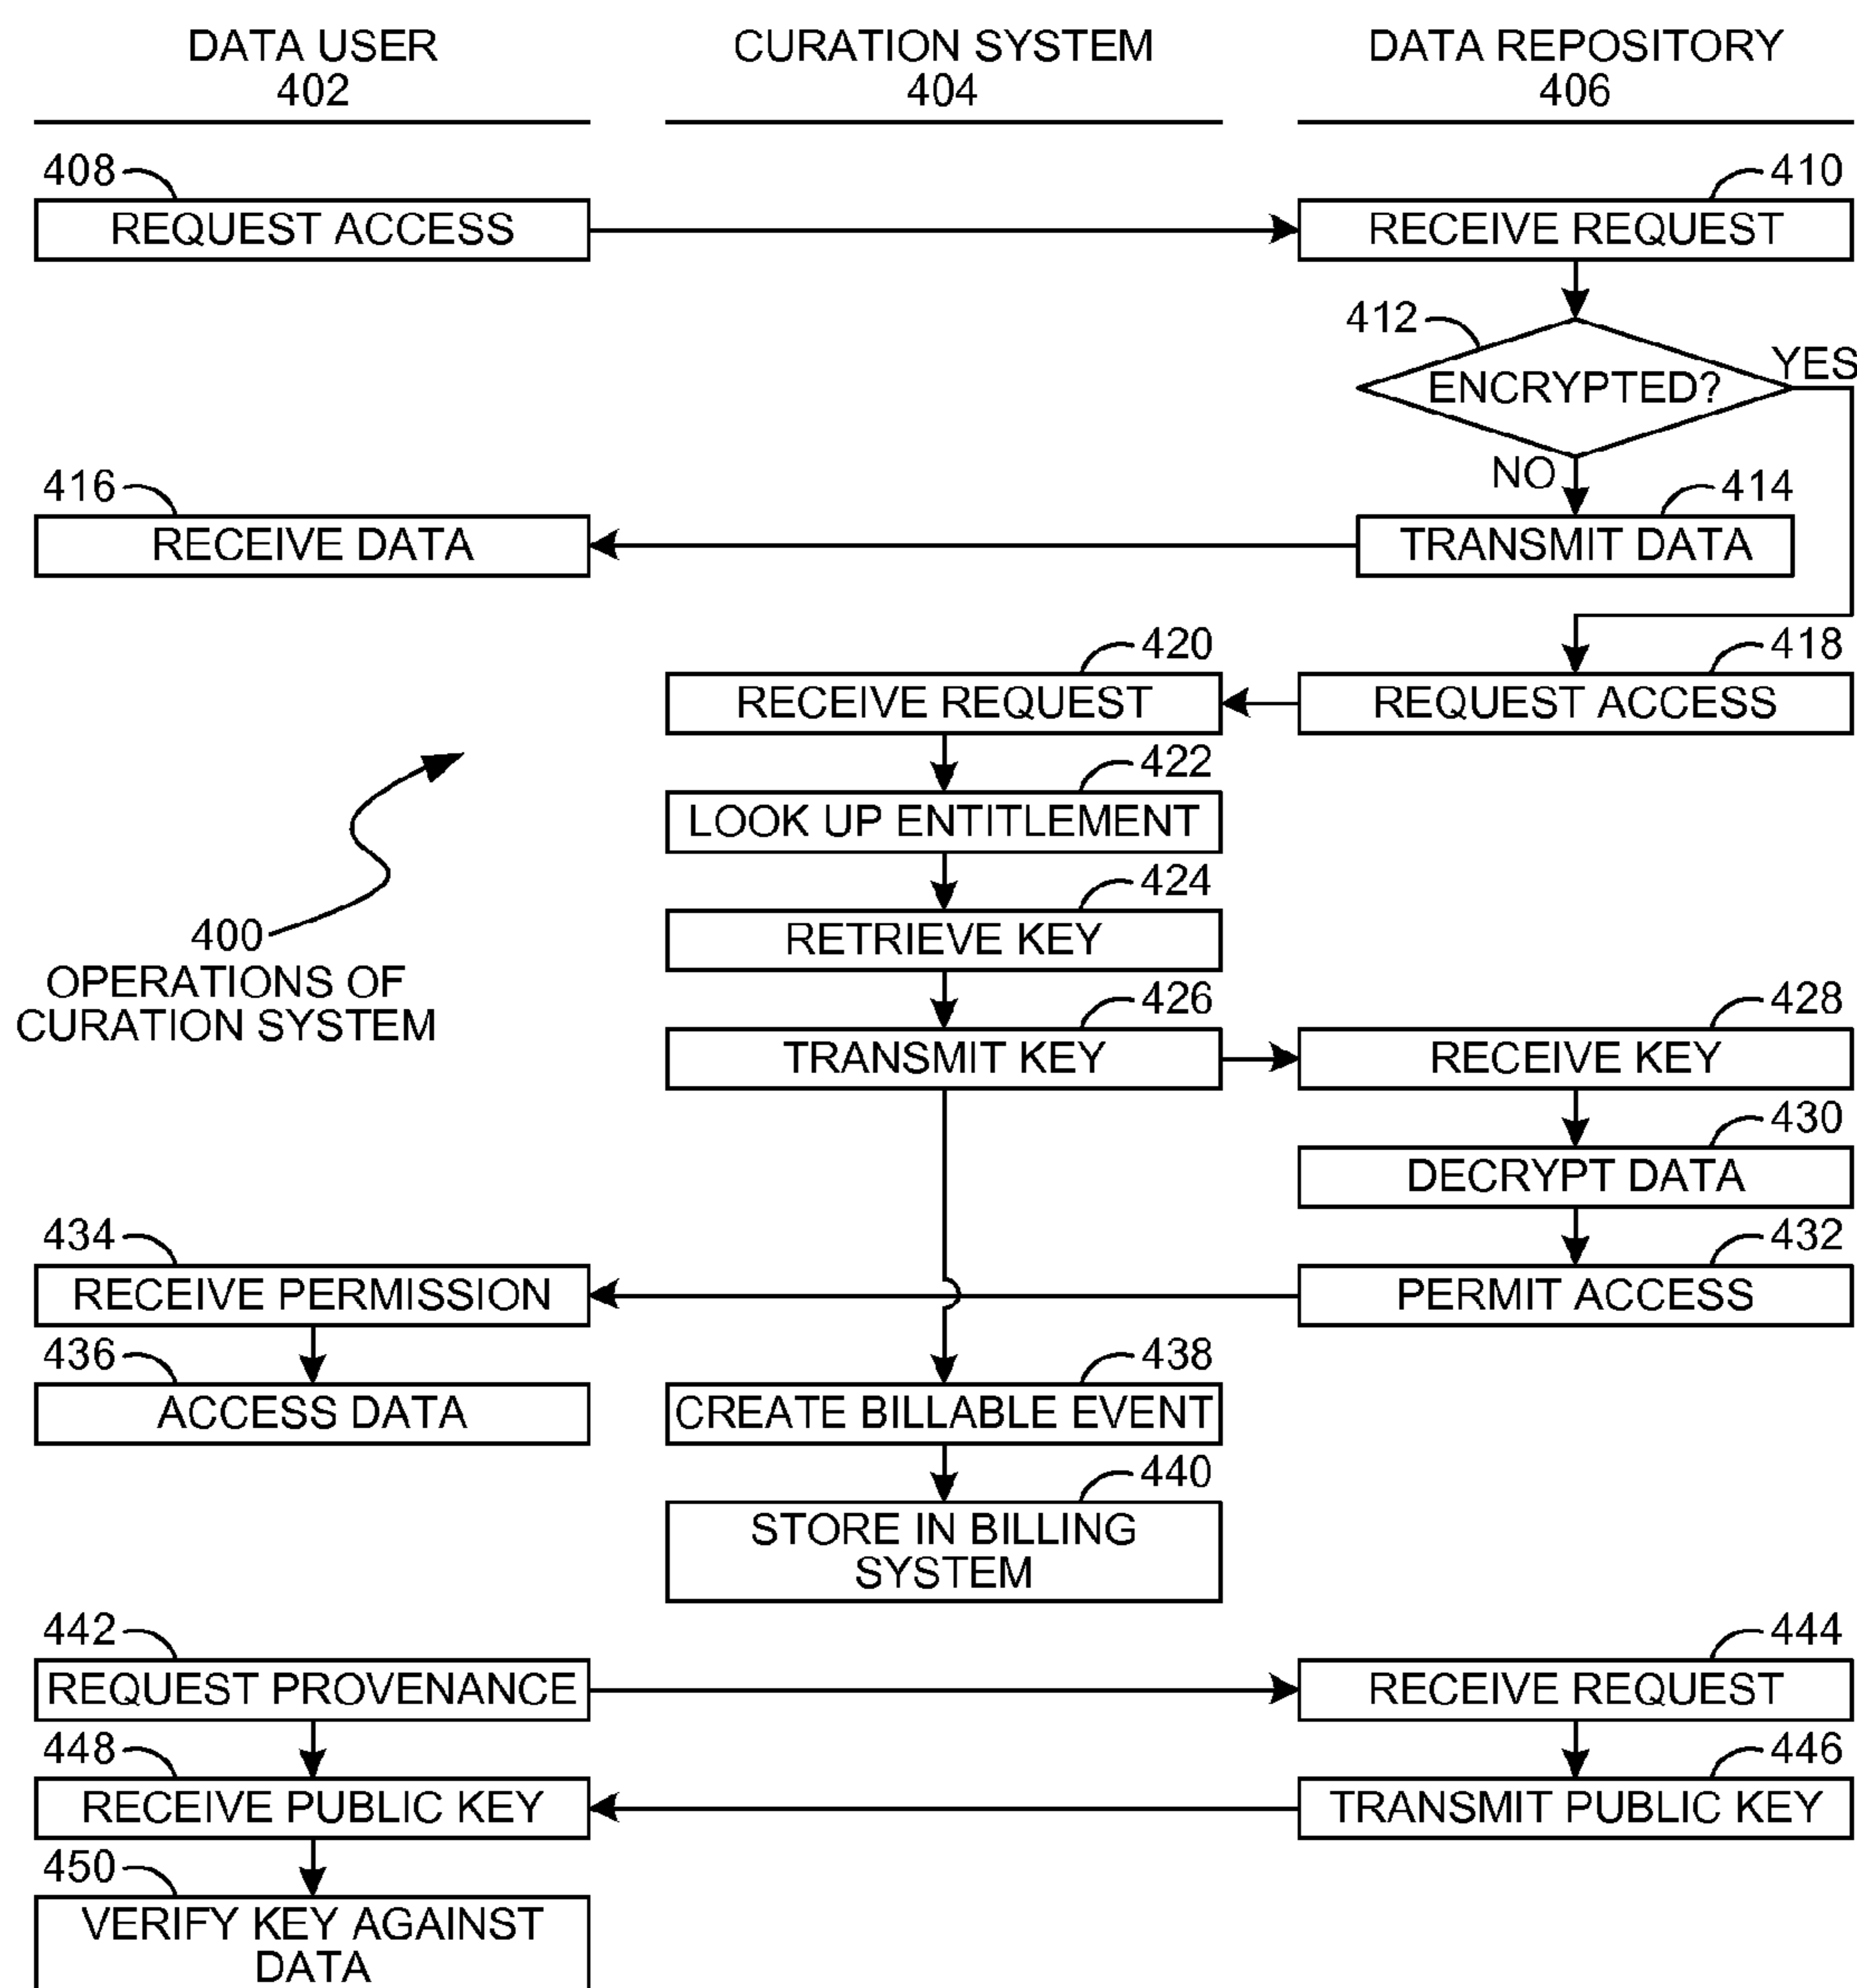 DATA USER
402
CURATION SYSTEM
404
DATA REPOSITORY
406
408
REQUEST ACCESS
410
RECEIVE REQUEST
412
ENCRYPTED?
YES
NO
414
TRANSMIT DATA
416
RECEIVE DATA
418
REQUEST ACCESS
420
RECEIVE REQUEST
422
LOOK UP ENTITLEMENT
424
RETRIEVE KEY
400
OPERATIONS OF
CURATION SYSTEM
426
TRANSMIT KEY
428
RECEIVE KEY
430
DECRYPT DATA
432
PERMIT ACCESS
434
RECEIVE PERMISSION
436
ACCESS DATA
438
CREATE BILLABLE EVENT
440
STORE IN BILLING
SYSTEM
442
REQUEST PROVENANCE
444
RECEIVE REQUEST
446
TRANSMIT PUBLIC KEY
448
RECEIVE PUBLIC KEY
450
VERIFY KEY AGAINST
DATA